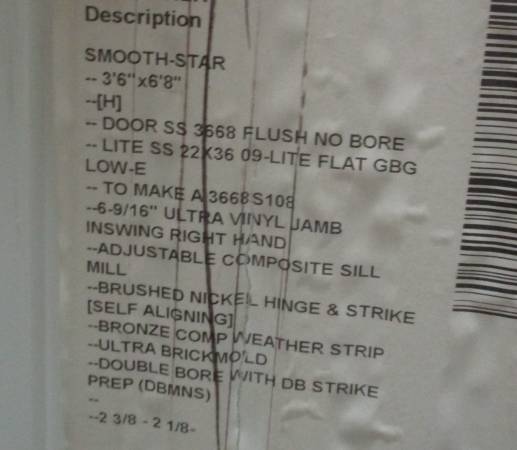 Description
SMOOTH-STAR
-- 3'6"x6'8"
--[H]
-- DOOR SS 3668 FLUSH NO BORE
-- LITE SS 22X36 09-LITE FLAT GBG
LOW-E
-- TO MAKE A 3668S108
--6-9/16" ULTRA VINYL JAMB
INSWING RIGHT HAND
--ADJUSTABLE COMPOSITE SILL
MILL
--BRUSHED NICKEL HINGE & STRIKE
[SELF ALIGNING]
--BRONZE COMP WEATHER STRIP
--ULTRA BRICKMOLD
--DOUBLE BORE WITH DB STRIKE
PREP (DBMNS)
--
--2 3/8 - 2 1/8-